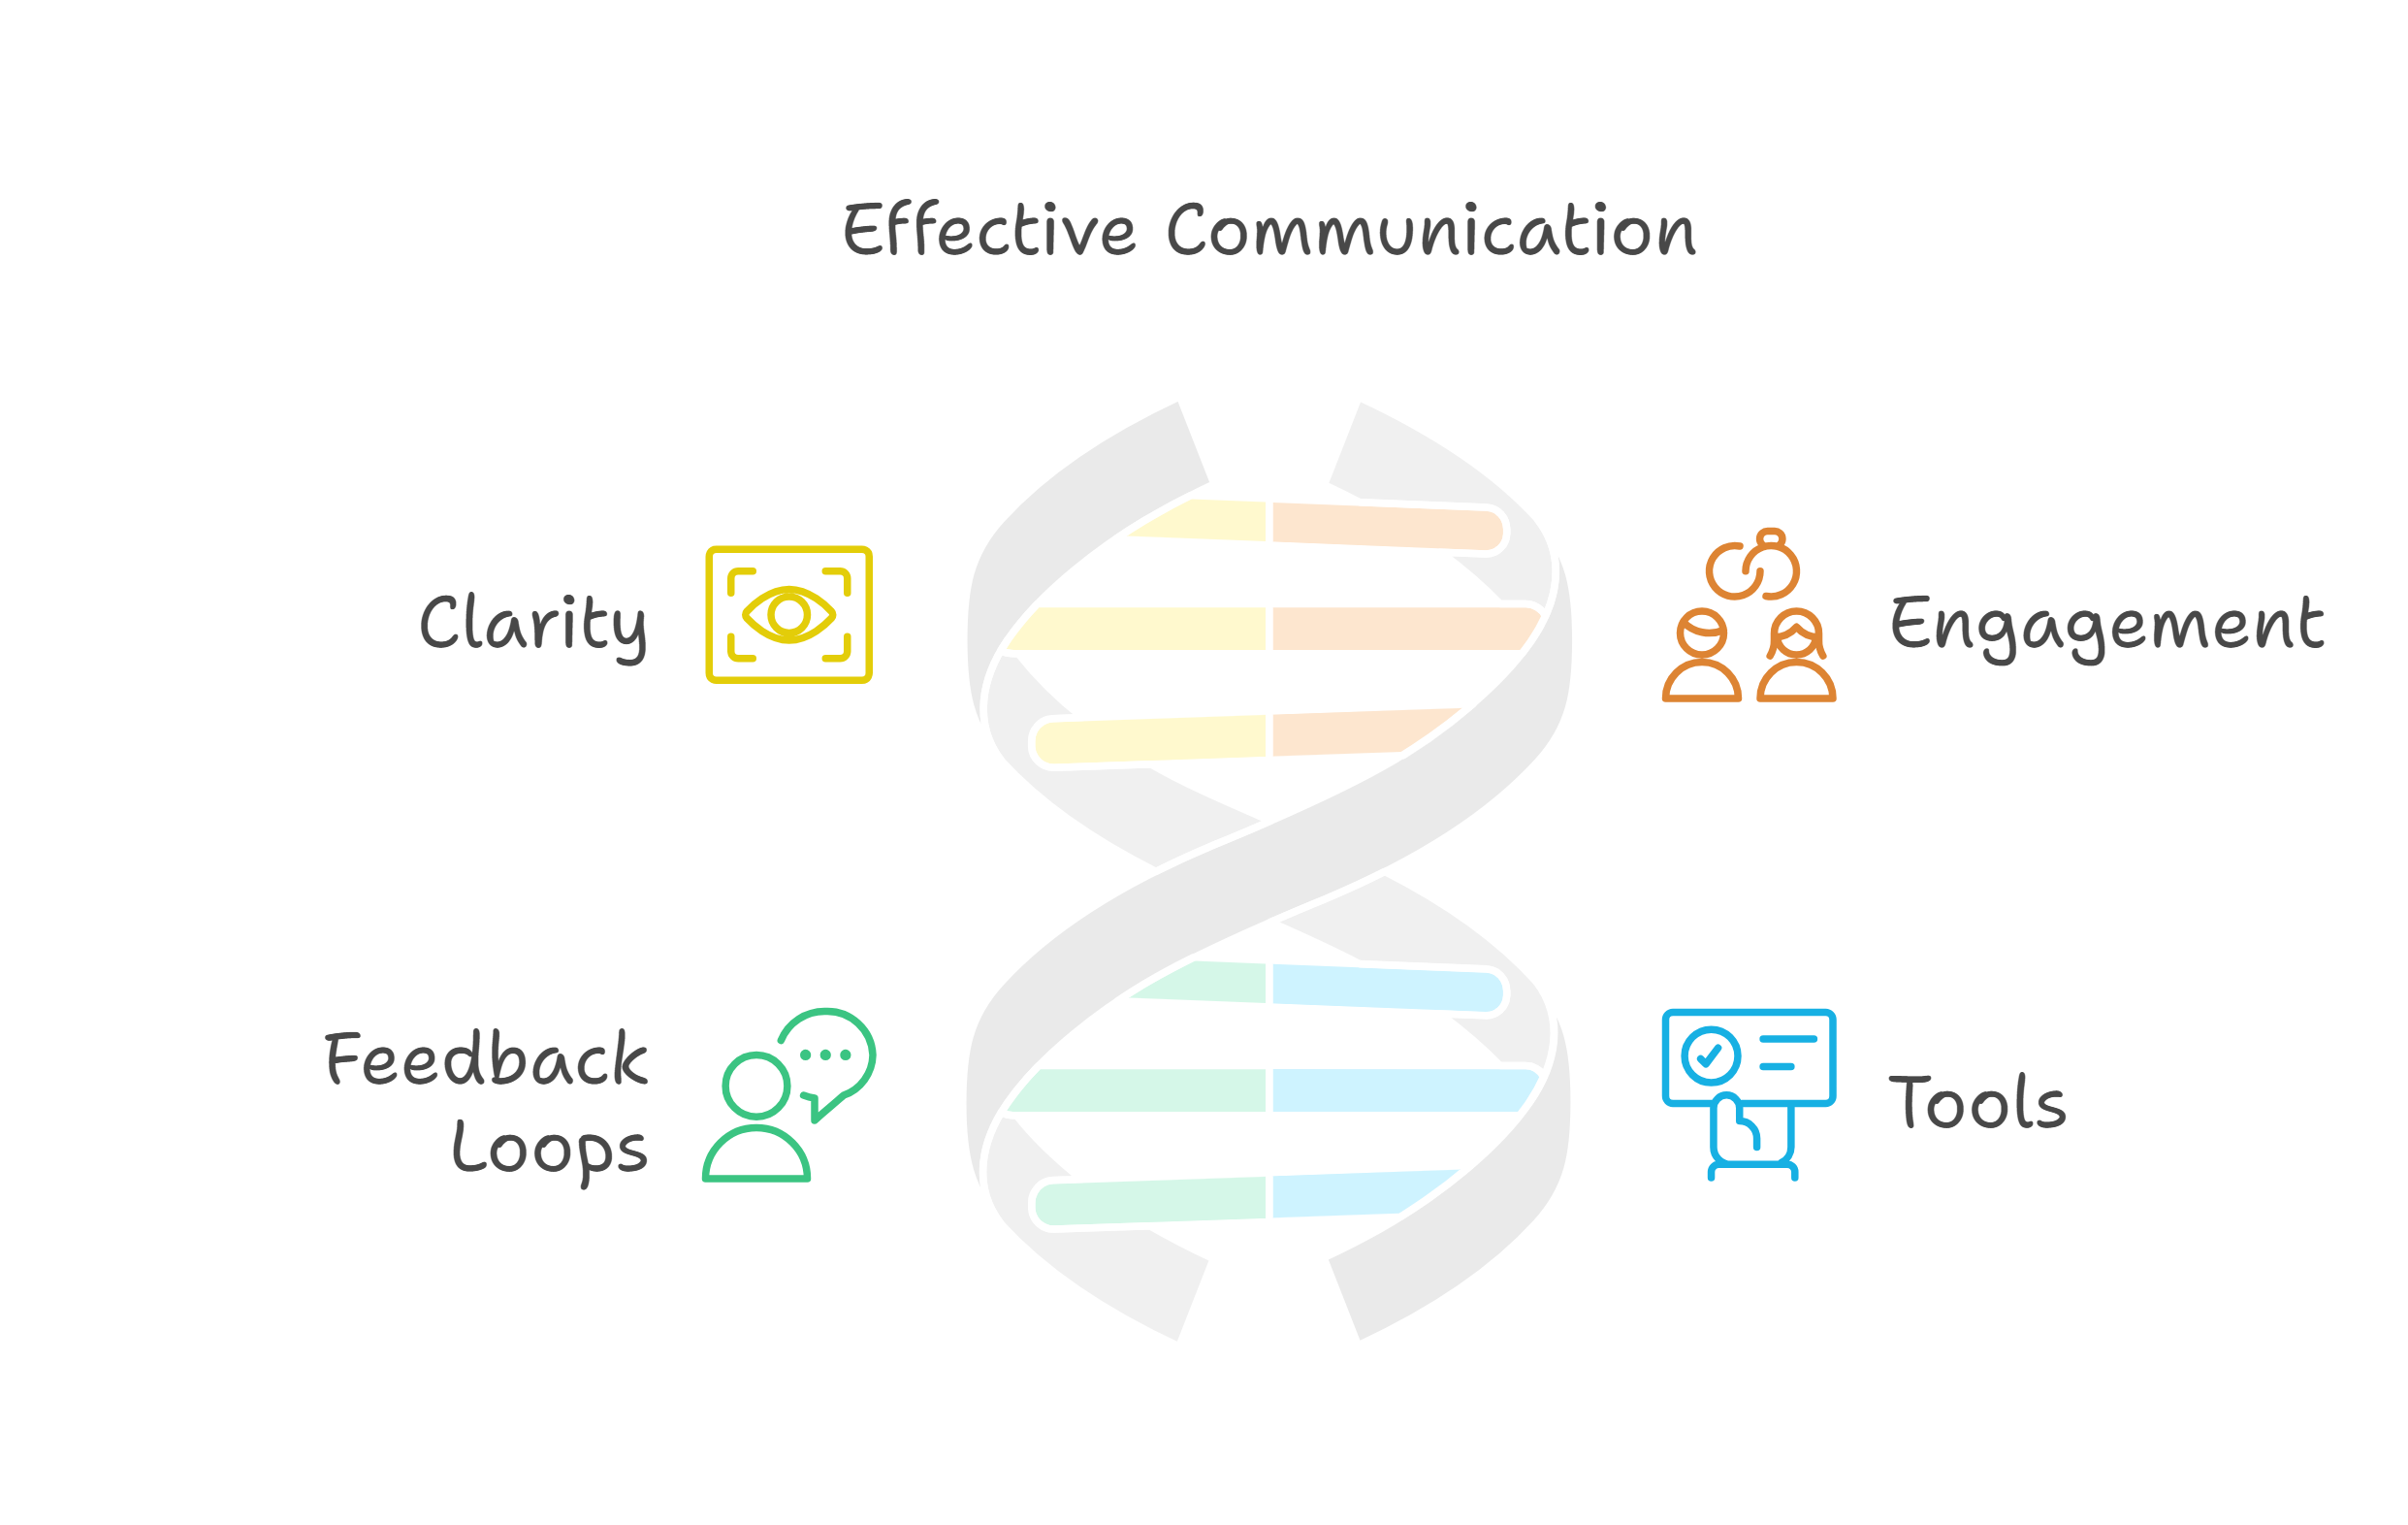 Effective Communication
Clarity
Engagement
Feedback
Loops
Tools